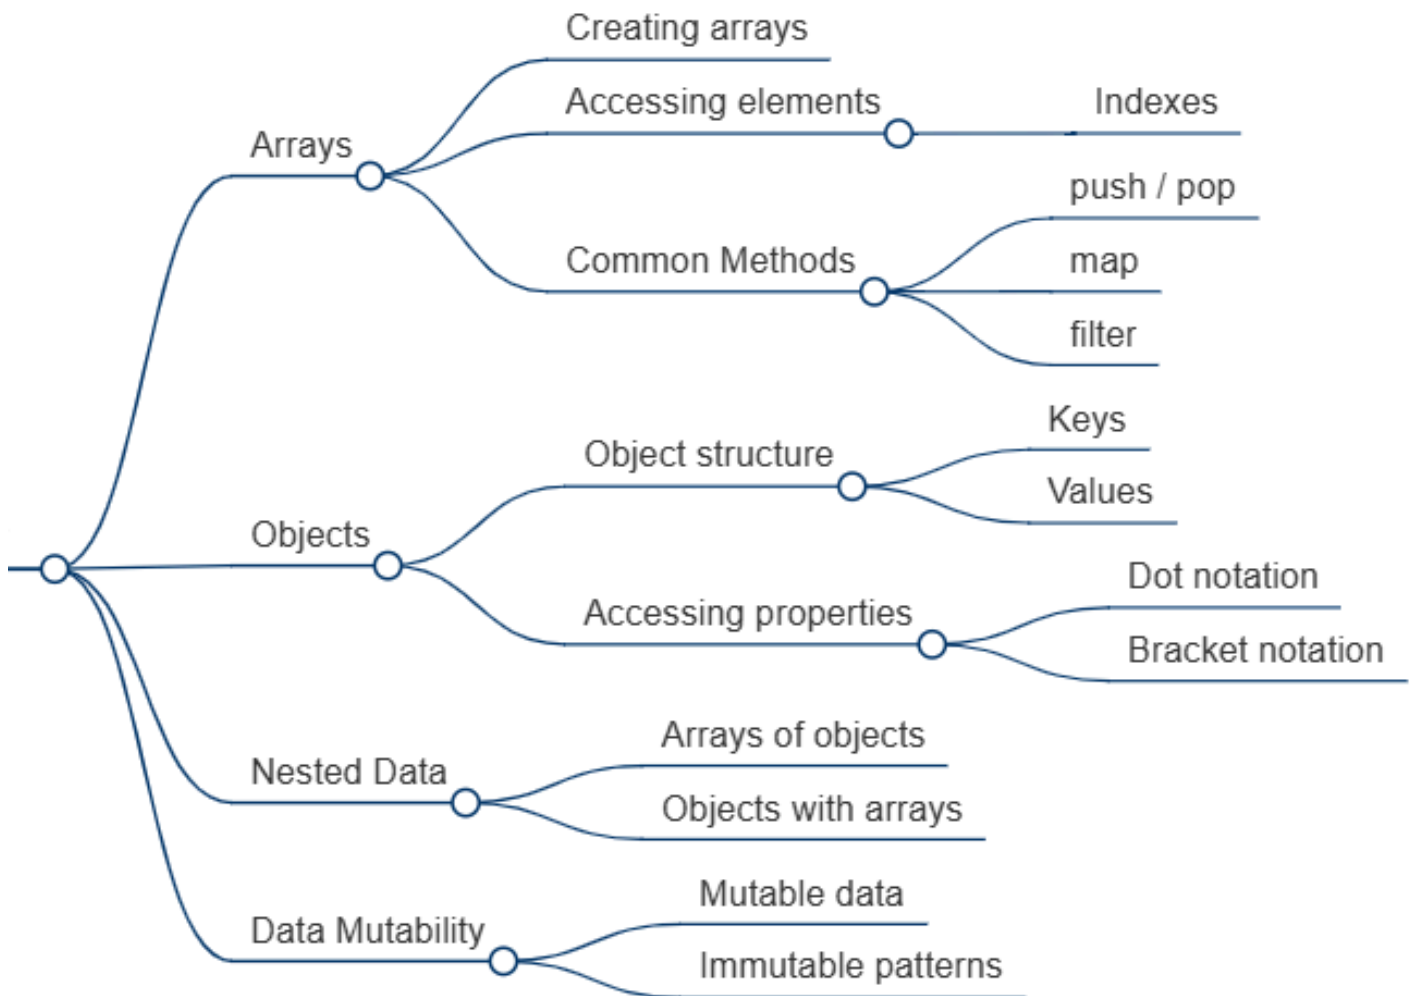 Creating arrays
Accessing elements
Indexes
Arrays
push / pop
Common Methods
map
filter
Keys
Object structure
Values
Objects
Dot notation
Accessing properties
Bracket notation
Arrays of objects
Nested Data
Objects with arrays
Mutable data
Data Mutability
Immutable patterns